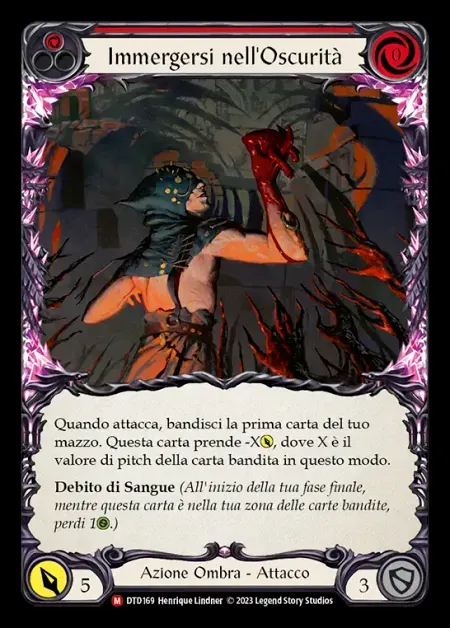 Immergersi nell'Oscurità
0
Quando attacca, bandisci la prima carta del tuo
mazzo. Questa carta prende -X, dove X è il
valore di pitch della carta bandita in questo modo.
Debito di Sangue (All'inizio della tua fase finale,
mentre questa carta è nella tua zona delle carte bandite,
perdi 1.)
5
Azione Ombra - Attacco
3
M DTD169 Henrique Lindner © 2023 Legend Story Studios